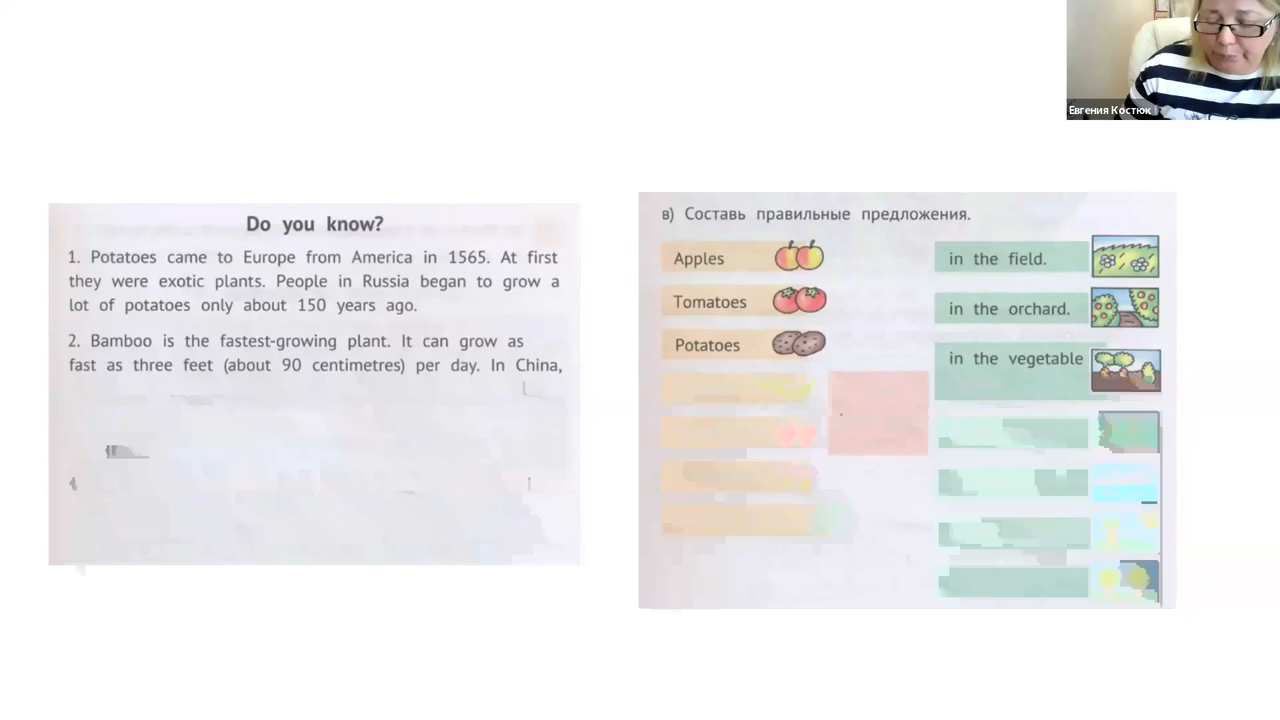 Евгения Костюк
Do you know?
1. Potatoes came to Europe from America in 1565. At first
they were exotic plants. People in Russia began to grow a
lot of potatoes only about 150 years ago.
2. Bamboo is the fastest-growing plant. It can grow as
fast as three feet (about 90 centimetres) per day. In China,
в) Составь правильные предложения.
Apples
Tomatoes
Potatoes
in the field.
in the orchard.
in the vegetable